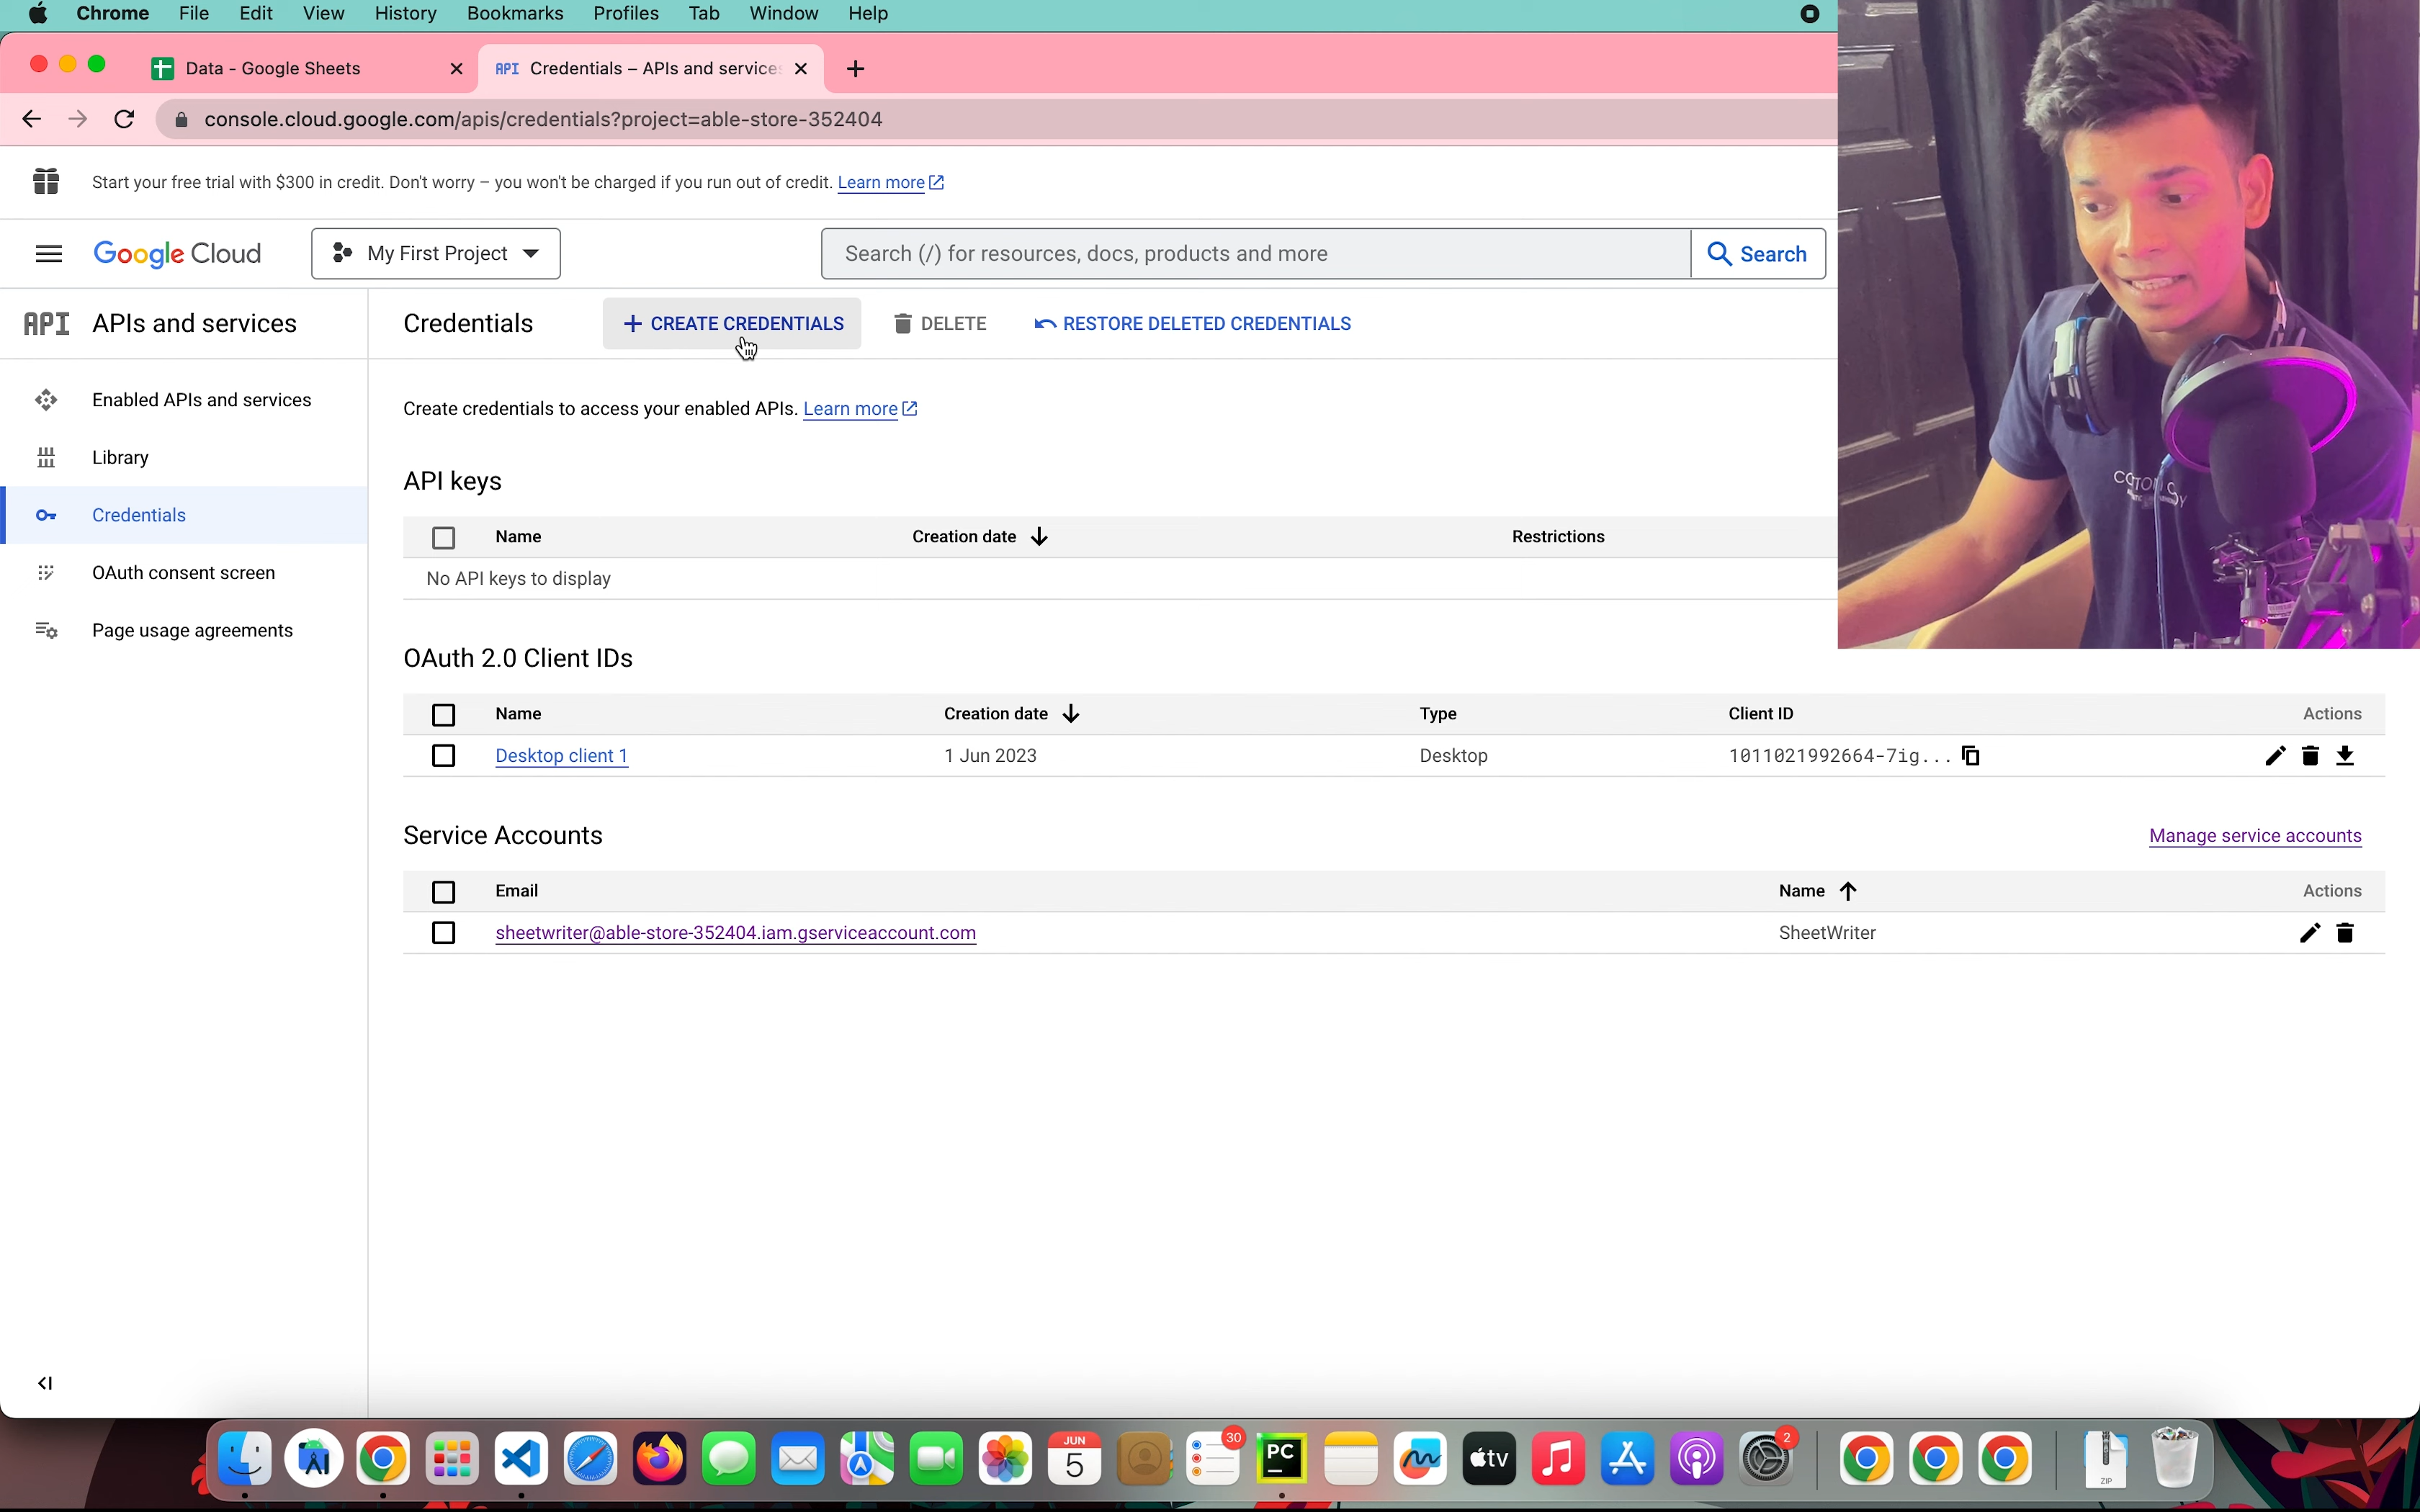 Chrome File Edit View History Bookmarks Profiles Tab Window Help
Data - Google Sheets
API Credentials – APIs and services
console.cloud.google.com/apis/credentials?project=able-store-352404
Start your free trial with $300 in credit. Don't worry – you won't be charged if you run out of credit. Learn more
Google Cloud My First Project Search (/) for resources, docs, products and more Search
API APIs and services
Credentials + CREATE CREDENTIALS DELETE RESTORE DELETED CREDENTIALS
Enabled APIs and services
Library
Credentials
OAuth consent screen
Page usage agreements
Create credentials to access your enabled APIs. Learn more
API keys
Name Creation date Restrictions
No API keys to display
OAuth 2.0 Client IDs
Name Creation date Type Client ID Actions
Desktop client 1 1 Jun 2023 Desktop 1011021992664-7ig...
Service Accounts Manage service accounts
Email Name Actions
sheetwriter@able-store-352404.iam.gserviceaccount.com SheetWriter
JUN
5
30
PC
tv
2
ZIP